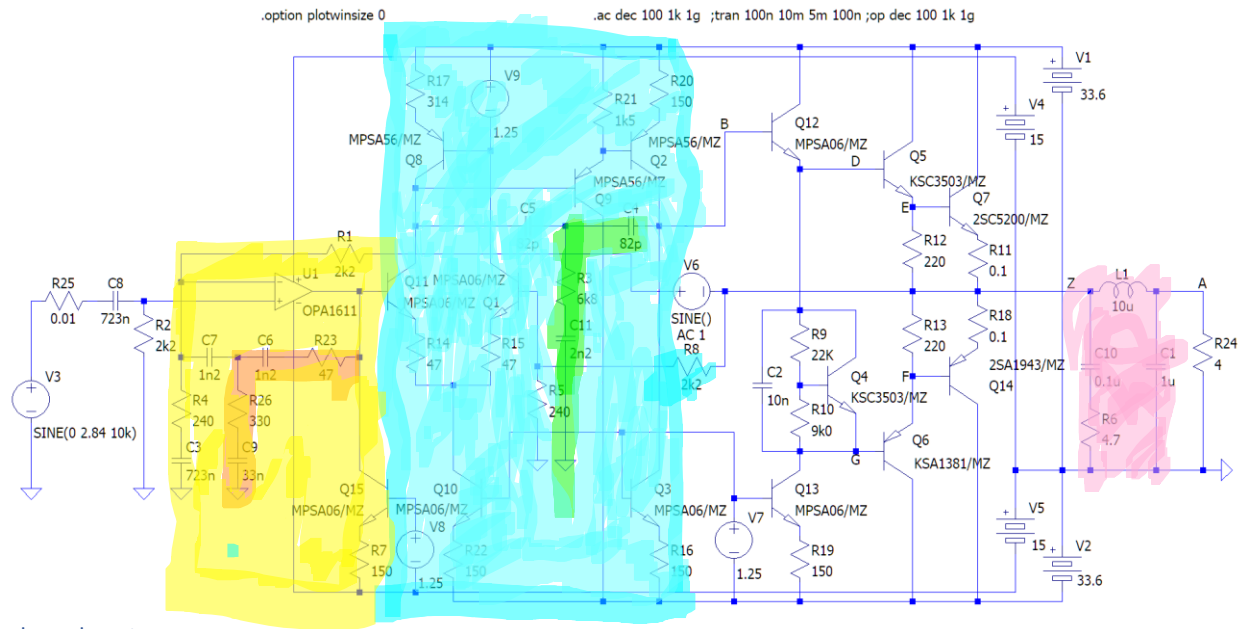 .option plotwinsize 0
.ac dec 100 1k 1g ;tran 100n 10m 5m 100n ;op dec 100 1k 1g
R17
314
V9
1.25
R21
1k5
R20
150
V1
33.6
V4
15
MPSA56/MZ
Q8
MPSA56/MZ
Q2
MPSA56/MZ
Q9
B
Q12
MPSA06/MZ
D
Q5
KSC3503/MZ
E
Q7
2SC5200/MZ
C5
C4
82p
R1
2k2
U1
OPA1611
Q11
MPSA06/MZ
MPSA06/MZ
Q1
R3
6k8
V6
SINE()
AC 1
R12
220
R11
0.1
Z
L1
10u
A
R25
0.01
C8
723n
R2
2k2
C7
1n2
C6
1n2
R23
47
R14
47
R15
47
C11
2n2
R8
2k2
R9
22K
R13
220
R18
0.1
C10
0.1u
C1
1u
R24
4
V3
SINE(0 2.84 10k)
R4
240
R26
330
C3
723n
C9
33n
R5
240
C2
10n
R10
9k0
Q4
KSC3503/MZ
F
2SA1943/MZ
Q14
R6
4.7
G
Q6
KSA1381/MZ
Q15
MPSA06/MZ
V8
1.25
Q10
MPSA06/MZ
Q3
MPSA06/MZ
V7
1.25
Q13
MPSA06/MZ
V5
15
V2
33.6
R7
150
R22
150
R16
150
R19
150